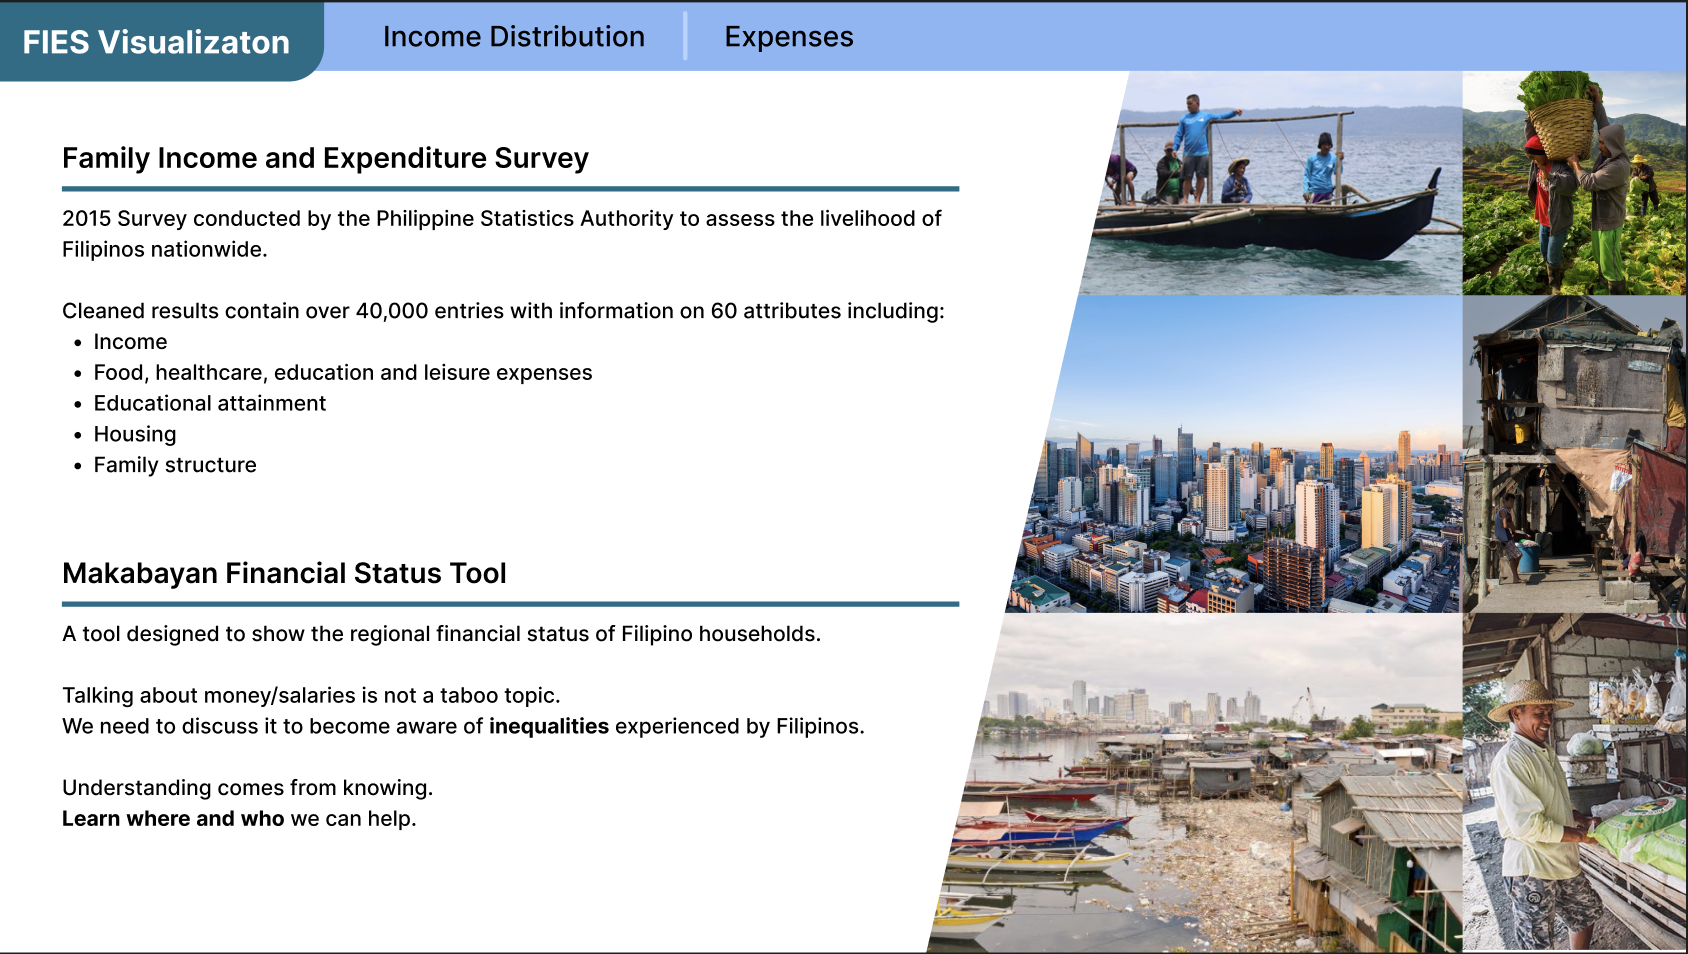 FIES Visualizaton
Income Distribution
Expenses
Family Income and Expenditure Survey
2015 Survey conducted by the Philippine Statistics Authority to assess the livelihood of
Filipinos nationwide.
Cleaned results contain over 40,000 entries with information on 60 attributes including:
• Income
• Food, healthcare, education and leisure expenses
• Educational attainment
• Housing
• Family structure
Makabayan Financial Status Tool
A tool designed to show the regional financial status of Filipino households.
Talking about money/salaries is not a taboo topic.
We need to discuss it to become aware of inequalities experienced by Filipinos.
Understanding comes from knowing.
Learn where and who we can help.